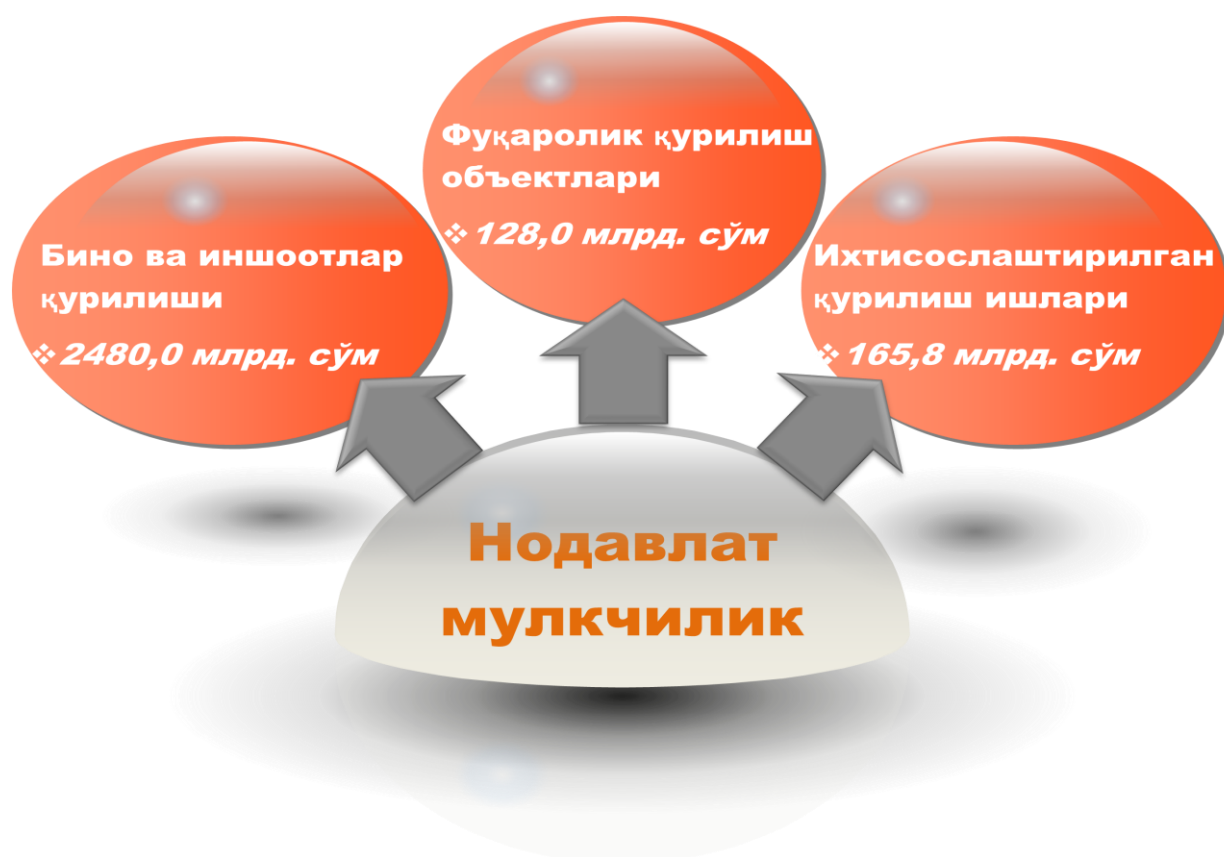 Фуқаролик қурилиш
объектлари
❖ 128,0 млрд. сўм
Бино ва иншоотлар
қурилиши
❖ 2480,0 млрд. сўм
Ихтисослаштирилган
қурилиш ишлари
❖ 165,8 млрд. сўм
Нодавлат
мулкчилик